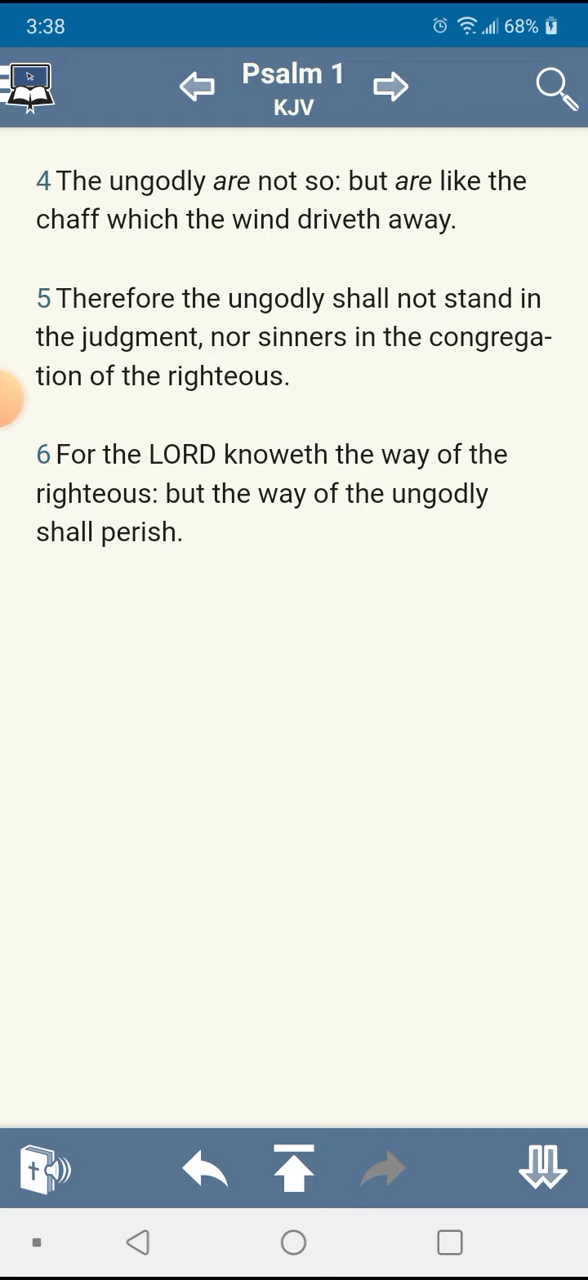 3:38
68%
Psalm 1
KJV
4 The ungodly are not so: but are like the
chaff which the wind driveth away.
5 Therefore the ungodly shall not stand in
the judgment, nor sinners in the congrega-
tion of the righteous.
6 For the LORD knoweth the way of the
righteous: but the way of the ungodly
shall perish.